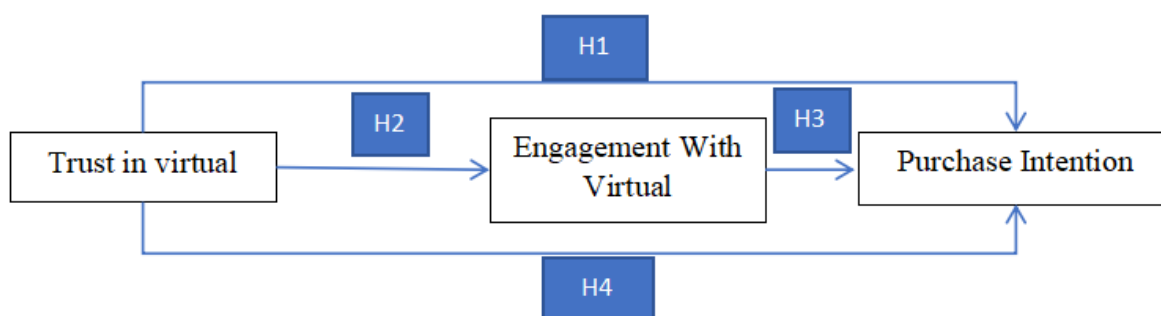 H1
H2
H3
Trust in virtual
Engagement With
Virtual
Purchase Intention
H4